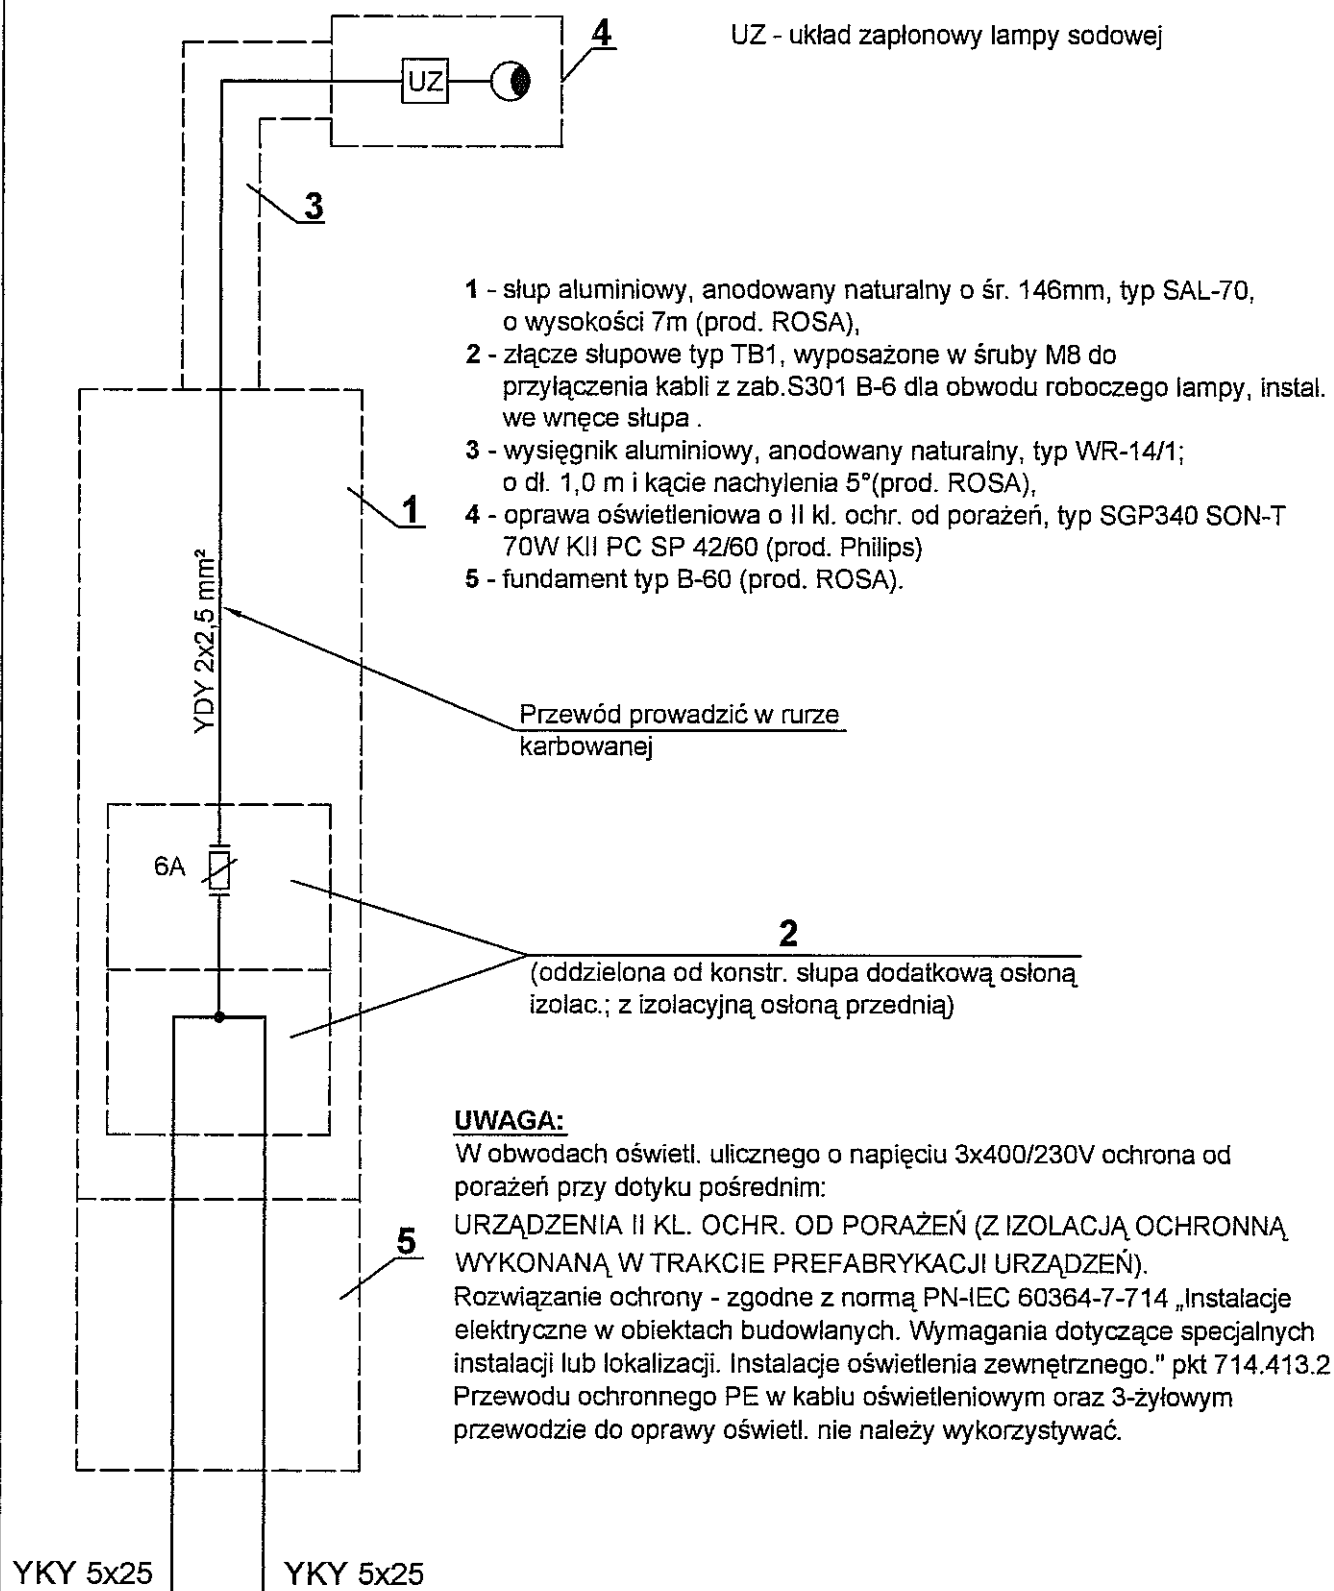 4
UZ - układ zapłonowy lampy sodowej
UZ
3
1 - słup aluminiowy, anodowany naturalny o śr. 146mm, typ SAL-70,
o wysokości 7m (prod. ROSA),
2 - złącze słupowe typ TB1, wyposażone w śruby M8 do
przyłączenia kabli z zab.S301 B-6 dla obwodu roboczego lampy, instal.
we wnęce słupa .
3 - wysięgnik aluminiowy, anodowany naturalny, typ WR-14/1;
o dł. 1,0 m i kącie nachylenia 5°(prod. ROSA),
4 - oprawa oświetleniowa o II kl. ochr. od porażeń, typ SGP340 SON-T
70W KII PC SP 42/60 (prod. Philips)
5 - fundament typ B-60 (prod. ROSA).
1
YDY 2x2,5 mm²
Przewód prowadzić w rurze
karbowanej
6A
2
(oddzielona od konstr. słupa dodatkową osłoną
izolac.; z izolacyjną osłoną przednią)
UWAGA:
W obwodach oświetl. ulicznego o napięciu 3x400/230V ochrona od
porażeń przy dotyku pośrednim:
URZĄDZENIA II KL. OCHR. OD PORAŻEŃ (Z IZOLACJĄ OCHRONNĄ
WYKONANĄ W TRAKCIE PREFABRYKACJI URZĄDZEŃ).
Rozwiązanie ochrony - zgodne z normą PN-IEC 60364-7-714 „Instalacje
elektryczne w obiektach budowlanych. Wymagania dotyczące specjalnych
instalacji lub lokalizacji. Instalacje oświetlenia zewnętrznego." pkt 714.413.2
Przewodu ochronnego PE w kablu oświetleniowym oraz 3-żyłowym
przewodzie do oprawy oświetl. nie należy wykorzystywać.
5
YKY 5x25
YKY 5x25